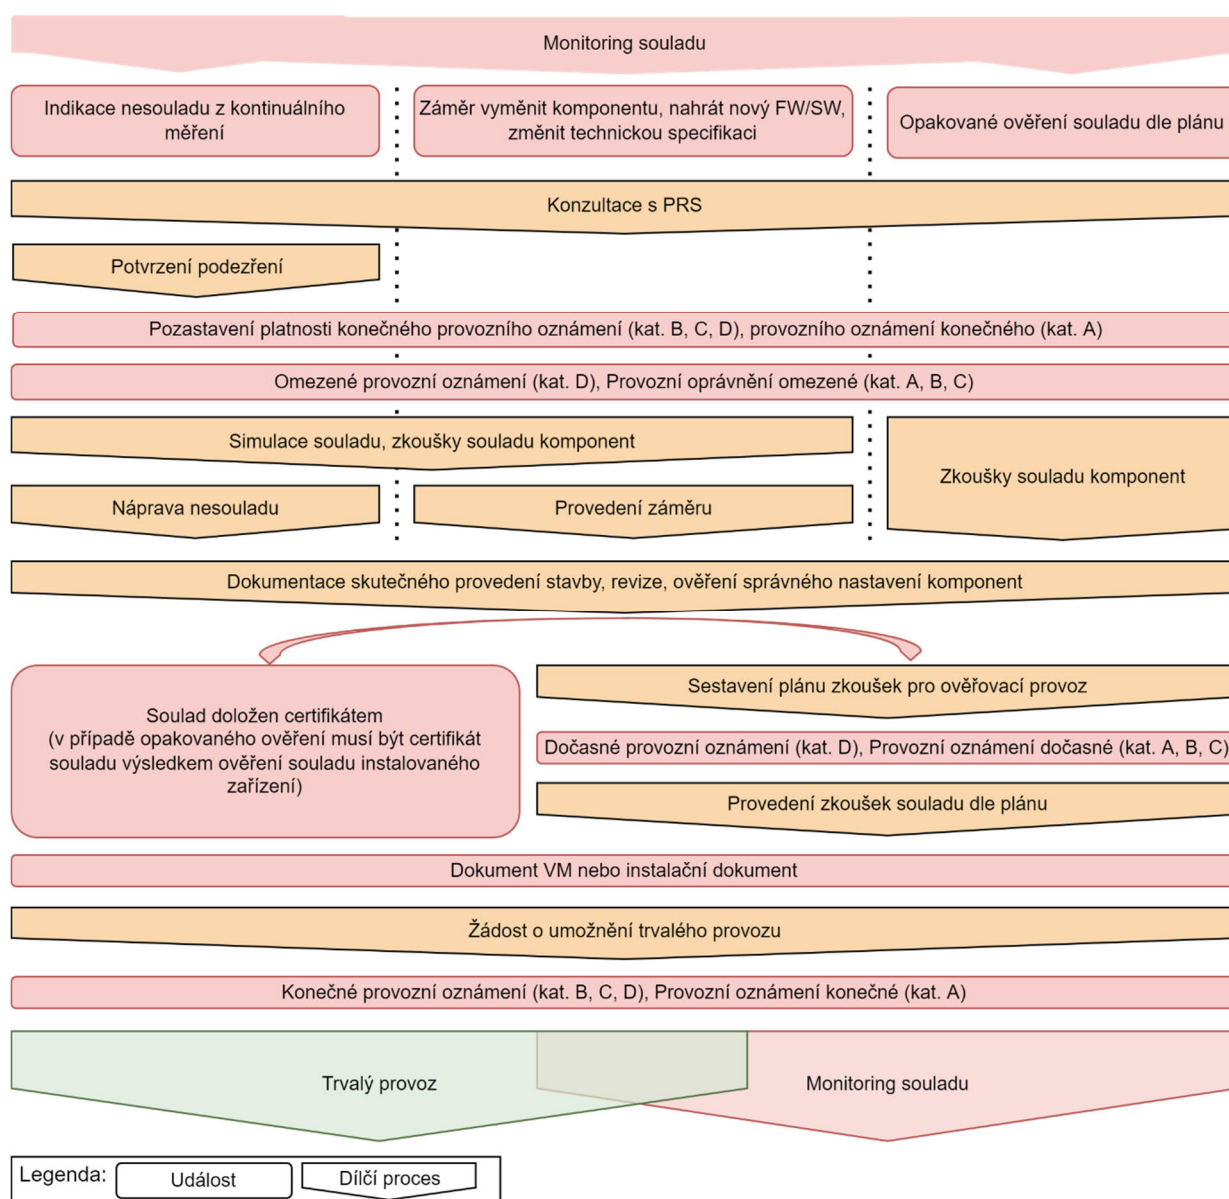 Monitoring souladu
Indikace nesouladu z kontinuálního
měření
Záměr vyměnit komponentu, nahrát nový FW/SW,
změnit technickou specifikaci
Opakované ověření souladu dle plánu
Konzultace s PRS
Potvrzení podezření
Pozastavení platnosti konečného provozního oznámení (kat. B, C, D), provozního oznámení konečného (kat. A)
Omezené provozní oznámení (kat. D), Provozní oprávnění omezené (kat. A, B, C)
Simulace souladu, zkoušky souladu komponent
Zkoušky souladu komponent
Náprava nesouladu
Provedení záměru
Dokumentace skutečného provedení stavby, revize, ověření správného nastavení komponent
Soulad doložen certifikátem
(v případě opakovaného ověření musí být certifikát
souladu výsledkem ověření souladu instalovaného
zařízení)
Sestavení plánu zkoušek pro ověřovací provoz
Dočasné provozní oznámení (kat. D), Provozní oznámení dočasné (kat. A, B, C)
Provedení zkoušek souladu dle plánu
Dokument VM nebo instalační dokument
Žádost o umožnění trvalého provozu
Konečné provozní oznámení (kat. B, C, D), Provozní oznámení konečné (kat. A)
Trvalý provoz
Monitoring souladu
Legenda:
Událost
Dílčí proces